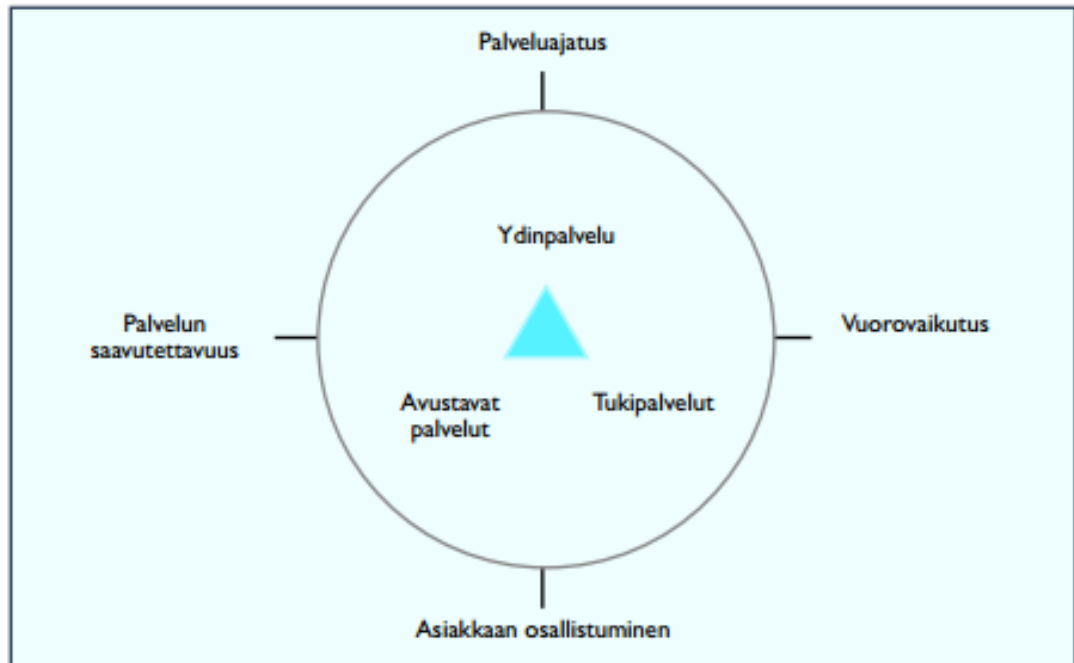 Palveluajatus
Ydinpalvelu
Palvelun
saavutettavuus
Vuorovaikutus
Avustavat
palvelut
Tukipalvelut
Asiakkaan osallistuminen